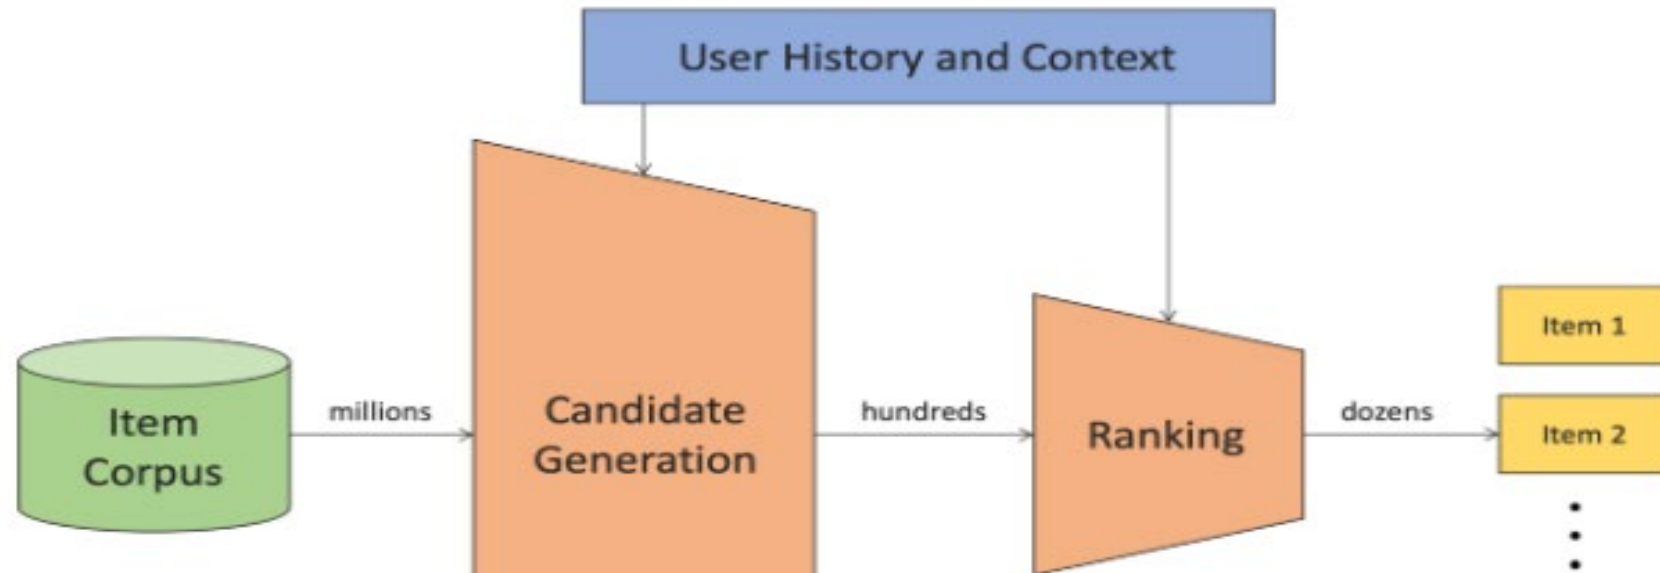 User History and Context
Item
Corpus
millions
Candidate
Generation
hundreds
Ranking
dozens
Item 1
Item 2